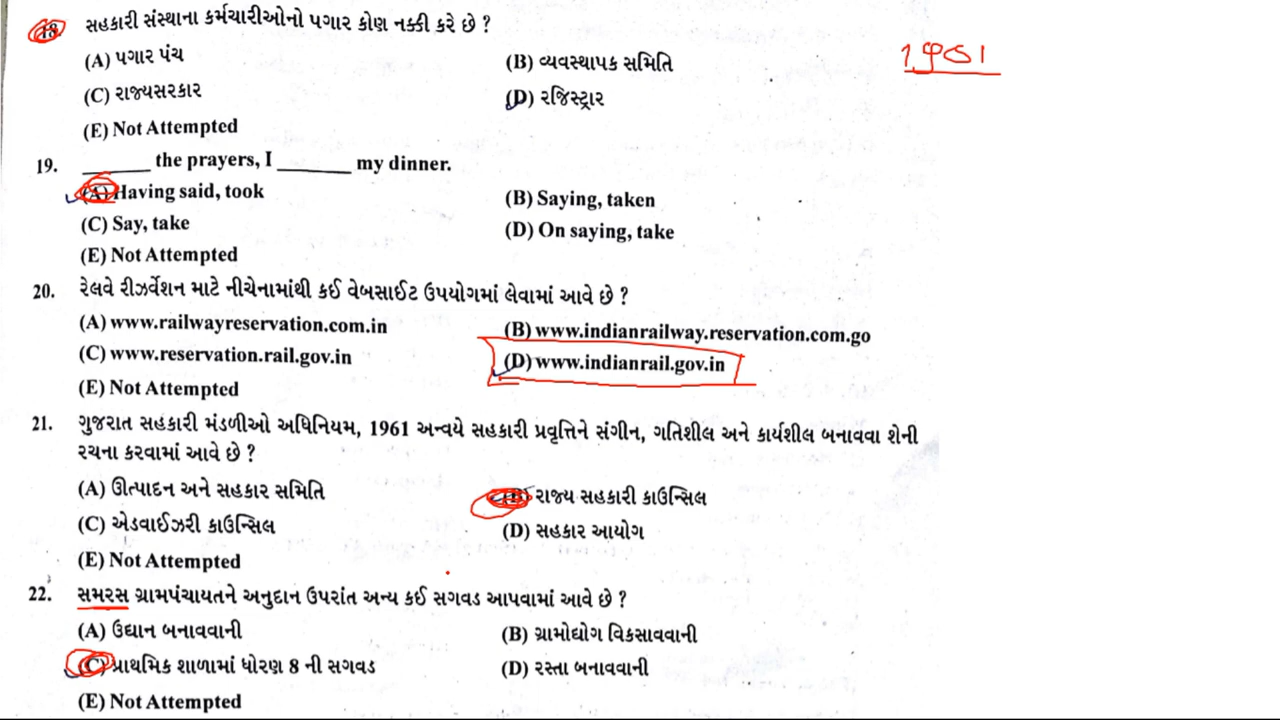 18. સહકારી સંસ્થાના કર્મચારીઓનો પગાર કોણ નક્કી કરે છે ?
(A) પગાર પંચ (B) વ્યવસ્થાપક સમિતિ
(C) રાજ્યસરકાર (D) રજિસ્ટ્રાર
(E) Not Attempted
19. ______ the prayers, I ______ my dinner.
(A) Having said, took (B) Saying, taken
(C) Say, take (D) On saying, take
(E) Not Attempted
20. રેલવે રીઝર્વેશન માટે નીચેનામાંથી કઈ વેબસાઈટ ઉપયોગમાં લેવામાં આવે છે ?
(A) www.railwayreservation.com.in (B) www.indianrailway.reservation.com.go
(C) www.reservation.rail.gov.in (D) www.indianrail.gov.in
(E) Not Attempted
21. ગુજરાત સહકારી મંડળીઓ અધિનિયમ, 1961 અન્વયે સહકારી પ્રવૃત્તિને સંગીન, ગતિશીલ અને કાર્યશીલ બનાવવા શેની
રચના કરવામાં આવે છે ?
(A) ઊત્પાદન અને સહકાર સમિતિ (B) રાજ્ય સહકારી કાઉન્સિલ
(C) એડવાઈઝરી કાઉન્સિલ (D) સહકાર આયોગ
(E) Not Attempted
22. સમરસ ગ્રામપંચાયતને અનુદાન ઉપરાંત અન્ય કઈ સગવડ આપવામાં આવે છે ?
(A) ઉદ્યાન બનાવવાની (B) ગ્રામોદ્યોગ વિકસાવવાની
(C) પ્રાથમિક શાળામાં ધોરણ 8 ની સગવડ (D) રસ્તા બનાવવાની
(E) Not Attempted